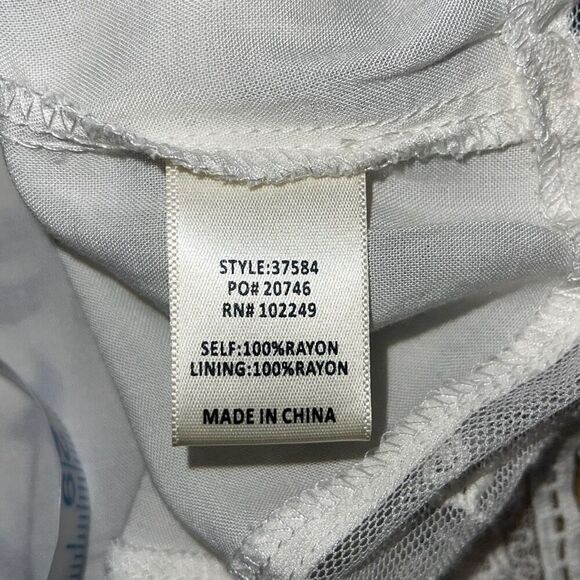 STYLE:37584
PO# 20746
RN# 102249
SELF:100%RAYON
LINING:100%RAYON
MADE IN CHINA